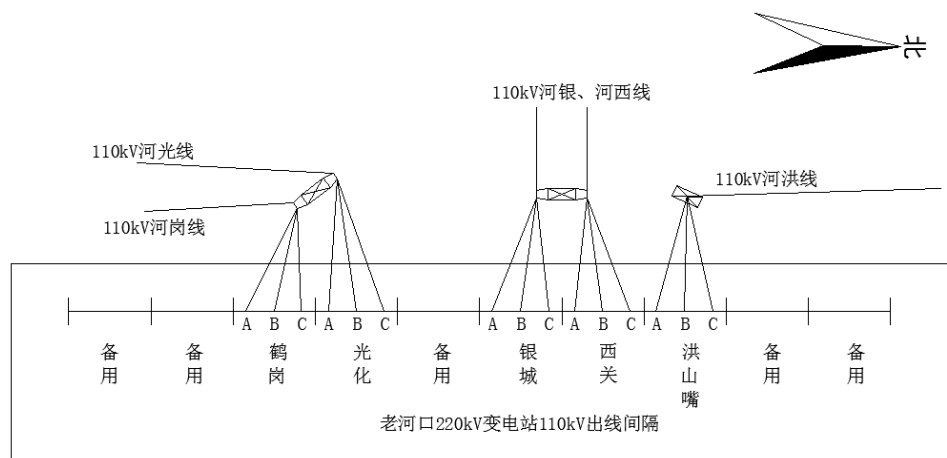 北
110kV河银、河西线
110kV河光线
110kV河洪线
110kV河岗线
A B C A B C A B C A B C A B C
备用 备用 鹤岗 光化 备用 银城 西关 洪山嘴 备用 备用
老河口220kV变电站110kV出线间隔